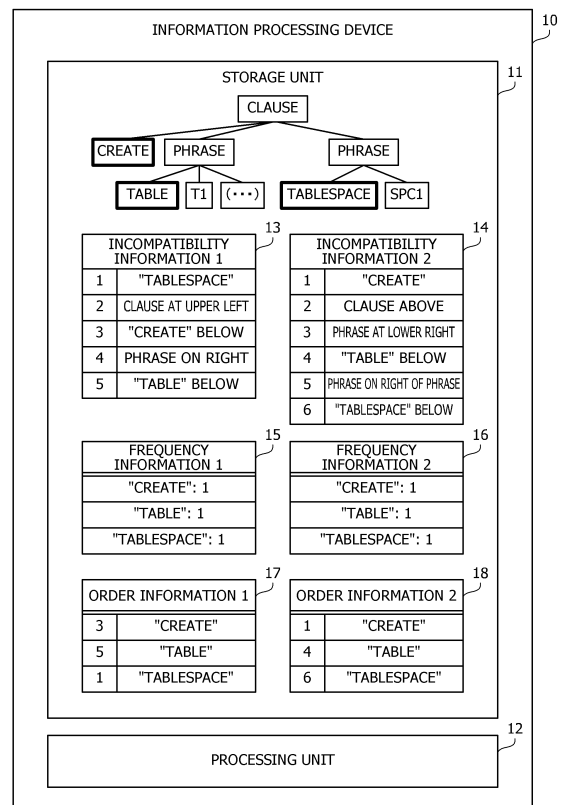 INFORMATION PROCESSING DEVICE
10
STORAGE UNIT
11
CLAUSE
CREATE PHRASE PHRASE
TABLE T1 (···) TABLESPACE SPC1
13
INCOMPATIBILITY
INFORMATION 1
1 "TABLESPACE"
2 CLAUSE AT UPPER LEFT
3 "CREATE" BELOW
4 PHRASE ON RIGHT
5 "TABLE" BELOW
14
INCOMPATIBILITY
INFORMATION 2
1 "CREATE"
2 CLAUSE ABOVE
3 PHRASE AT LOWER RIGHT
4 "TABLE" BELOW
5 PHRASE ON RIGHT OF PHRASE
6 "TABLESPACE" BELOW
15
FREQUENCY
INFORMATION 1
"CREATE": 1
"TABLE": 1
"TABLESPACE": 1
16
FREQUENCY
INFORMATION 2
"CREATE": 1
"TABLE": 1
"TABLESPACE": 1
17
ORDER INFORMATION 1
3 "CREATE"
5 "TABLE"
1 "TABLESPACE"
18
ORDER INFORMATION 2
1 "CREATE"
4 "TABLE"
6 "TABLESPACE"
12
PROCESSING UNIT